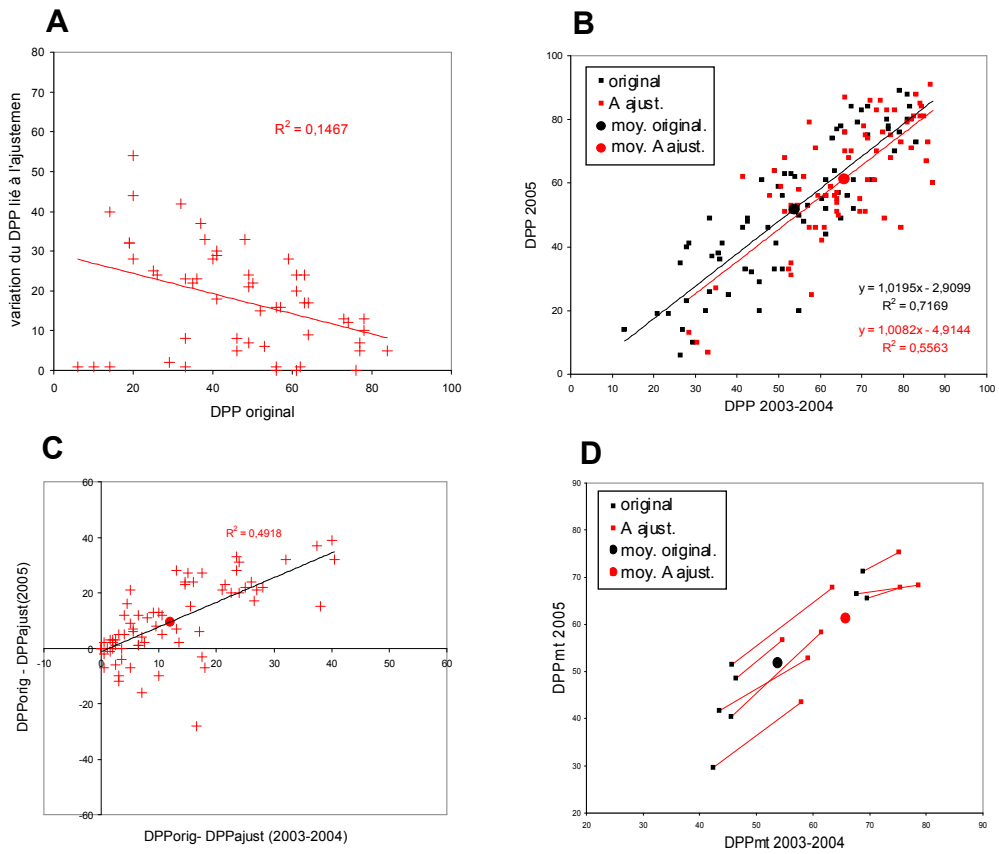 A
variation du DPP lié à l'ajustemen
80
70
60
50
40
30
20
10
0
R² = 0,1467
0 20 40 60 80 100
DPP original
B
DPP 2005
100
80
60
40
20
0
original
A ajust.
moy. original.
moy. A ajust.
y = 1,0195x - 2,9099
R² = 0,7169
y = 1,0082x - 4,9144
R² = 0,5563
0 10 20 30 40 50 60 70 80 90 100
DPP 2003-2004
C
DPPorig - DPPajust(2005)
60
40
20
0
-20
-40
-60
R² = 0,4918
-10 0 10 20 30 40 50 60
DPPorig- DPPajust (2003-2004)
D
DPPmt 2005
90
80
70
60
50
40
30
20
original
A ajust.
moy. original.
moy. A ajust.
20 30 40 50 60 70 80 90
DPPmt 2003-2004